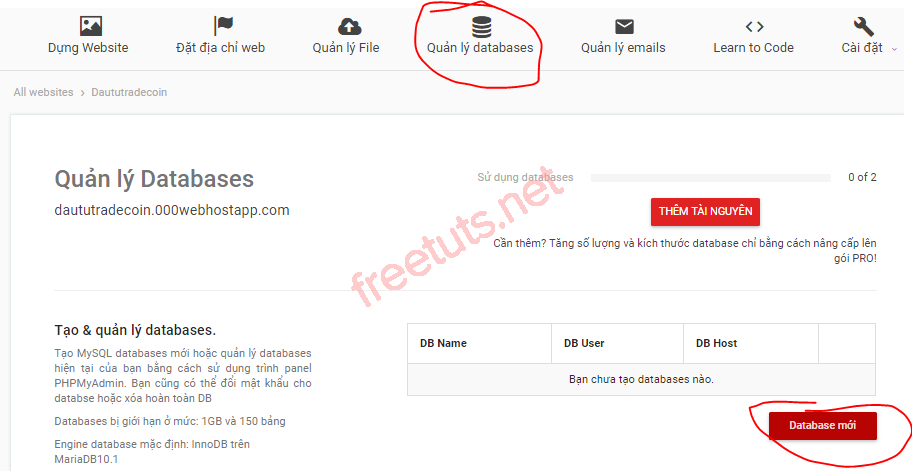 Dựng Website
Đặt địa chỉ web
Quản lý File
Quản lý databases
Quản lý emails
Learn to Code
Cài đặt
All websites › Daututradecoin
Quản lý Databases
dautudradecoin.000webhostapp.com
Sử dụng databases
0 of 2
THÊM TÀI NGUYÊN
Cần thêm? Tăng số lượng và kích thước database chỉ bằng cách nâng cấp lên
gói PRO!
freetuts.net
Tạo & quản lý databases.
Tạo MySQL databases mới hoặc quản lý databases
hiện tại của bạn bằng cách sử dụng trình panel
PHPMyAdmin. Bạn cũng có thể đổi mật khẩu cho
databse hoặc xóa hoàn toàn DB
Databases bị giới hạn ở mức: 1GB và 150 bảng
Engine database mặc định: InnoDB trên
MariaDB10.1
DB Name
DB User
DB Host
Bạn chưa tạo databases nào.
Database mới